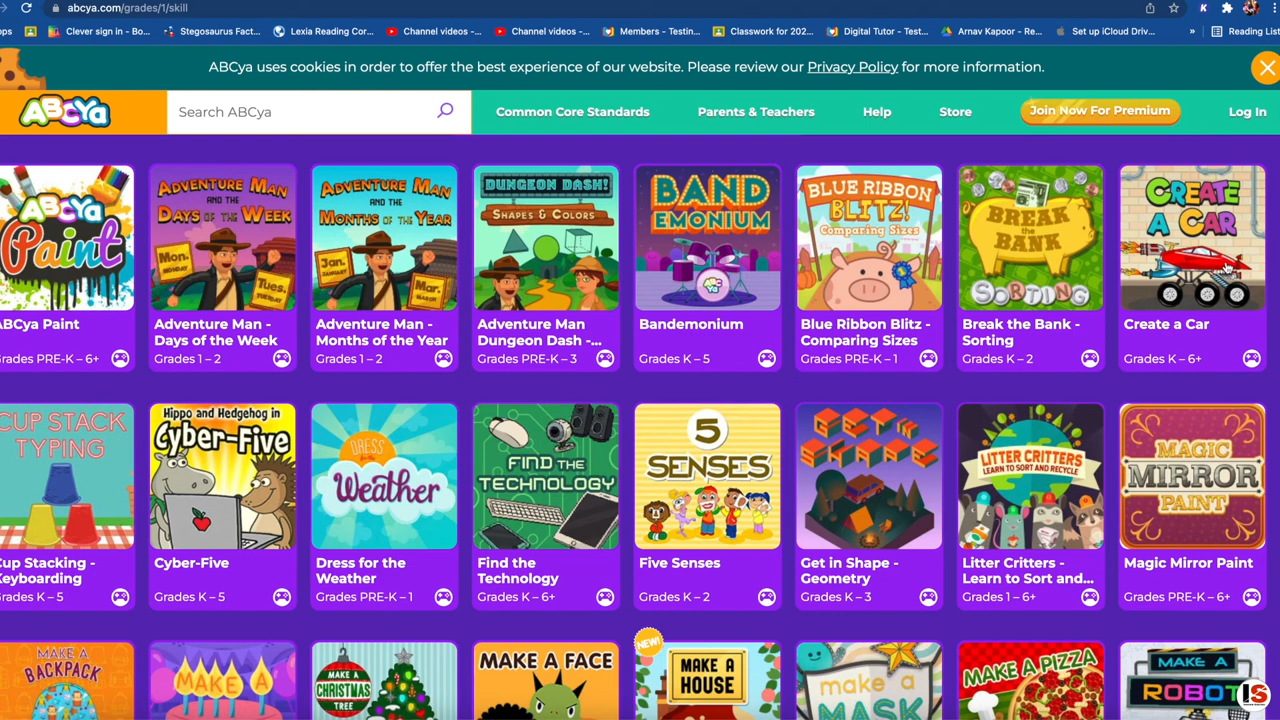 abcya.com/grades/1/skill
ops Clever sign in - Bo... Stegosaurus Fact... Lexia Reading Cor... Channel videos -... Channel videos -... Members - Testin... Classwork for 202... Digital Tutor - Test... Arnav Kapoor - Re... Set up iCloud Driv... » Reading List
ABCya uses cookies in order to offer the best experience of our website. Please review our Privacy Policy for more information.
ABCya Search ABCya Common Core Standards Parents & Teachers Help Store Join Now For Premium Log In
ABCya
Paint
ADVENTURE MAN
AND THE
DAYS OF THE WEEK
Mon.
MONDAY
Tues.
TUESDAY
ADVENTURE MAN
AND THE
MONTHS OF THE YEAR
Jan.
JANUARY
Mar.
MARCH
DUNGEON DASH!
SHAPES & COLORS
BAND
EMONIUM
ABCya
BLUE RIBBON
BLITZ!
Comparing Sizes
BREAK
the
BANK
SORTING
CREATE
A CAR
ABCya Paint
Grades PRE-K – 6+
Adventure Man -
Days of the Week
Grades 1 – 2
Adventure Man -
Months of the Year
Grades 1 – 2
Adventure Man
Dungeon Dash -...
Grades PRE-K – 3
Bandemonium
Grades K – 5
Blue Ribbon Blitz -
Comparing Sizes
Grades PRE-K – 1
Break the Bank -
Sorting
Grades K – 2
Create a Car
Grades K – 6+
CUP STACK
TYPING
Hippo and Hedgehog in
Cyber-Five
DRESS
for the
Weather
FIND THE
TECHNOLOGY
5
SENSES
GET IN
SHAPE
LITTER CRITTERS
LEARN TO SORT AND RECYCLE
MAGIC
MIRROR
PAINT
Cup Stacking -
Keyboarding
Grades K – 5
Cyber-Five
Grades K – 5
Dress for the
Weather
Grades PRE-K – 1
Find the
Technology
Grades K – 6+
Five Senses
Grades K – 2
Get in Shape -
Geometry
Grades K – 3
Litter Critters -
Learn to Sort and...
Grades 1 – 6+
Magic Mirror Paint
Grades PRE-K – 6+
MAKE A
BACKPACK
MAKE A
MAKE A
CHRISTMAS
TREE
MAKE A FACE
NEW!
MAKE A
HOUSE
make a
MASK
MAKE A PIZZA
MAKE A
ROBOT
IS